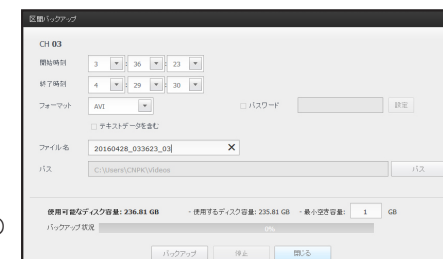 区間バックアップ
CH 03
開始時刻 3 : 36 : 23
終了時刻 4 : 29 : 30
フォーマット AVI パスワード 設定
テキストデータを含む
ファイル名 20160428_033623_03 ×
パス C:\Users\CNPK\Videos パス
使用可能なディスク容量: 236.81 GB - 使用するディスク容量: 235.81 GB - 最小空き容量: 1 GB
バックアップ状況 0%
バックアップ 停止 閉じる